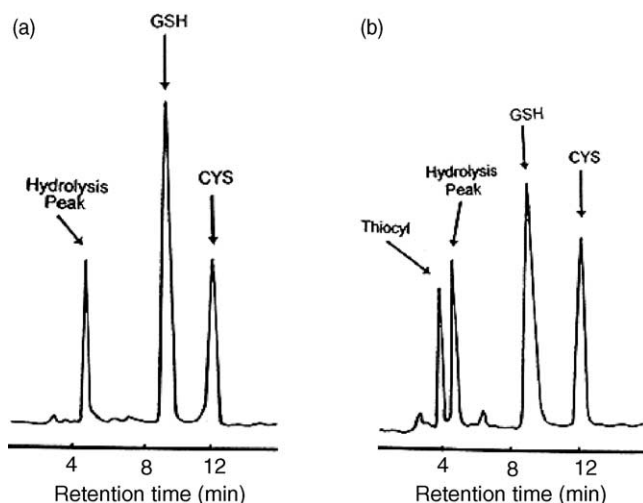 (a)
GSH
Hydrolysis
Peak
CYS
4
8
12
Retention time (min)
(b)
GSH
Hydrolysis
Peak
CYS
Thiocyl
4
8
12
Retention time (min)